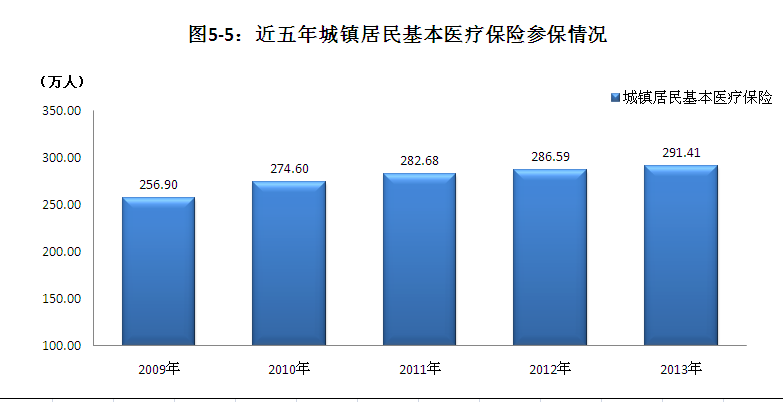 图5-5：近五年城镇居民基本医疗保险参保情况
（万人）
城镇居民基本医疗保险
350.00
300.00
250.00
200.00
150.00
100.00
256.90
274.60
282.68
286.59
291.41
2009年
2010年
2011年
2012年
2013年